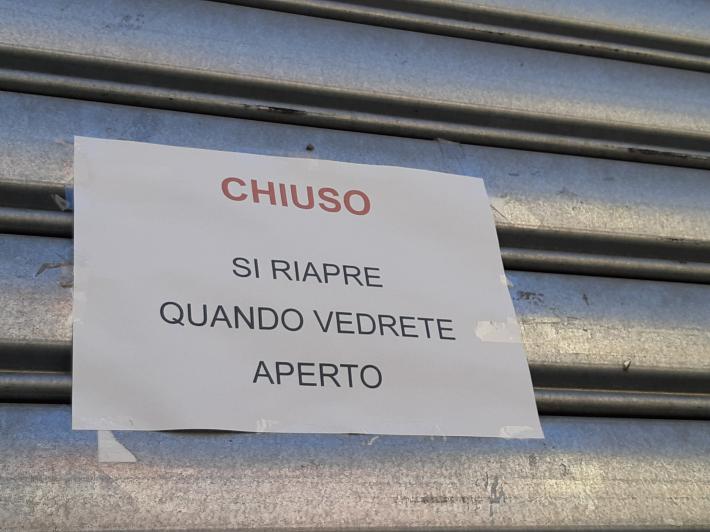 CHIUSO
SI RIAPRE
QUANDO VEDRETE
APERTO